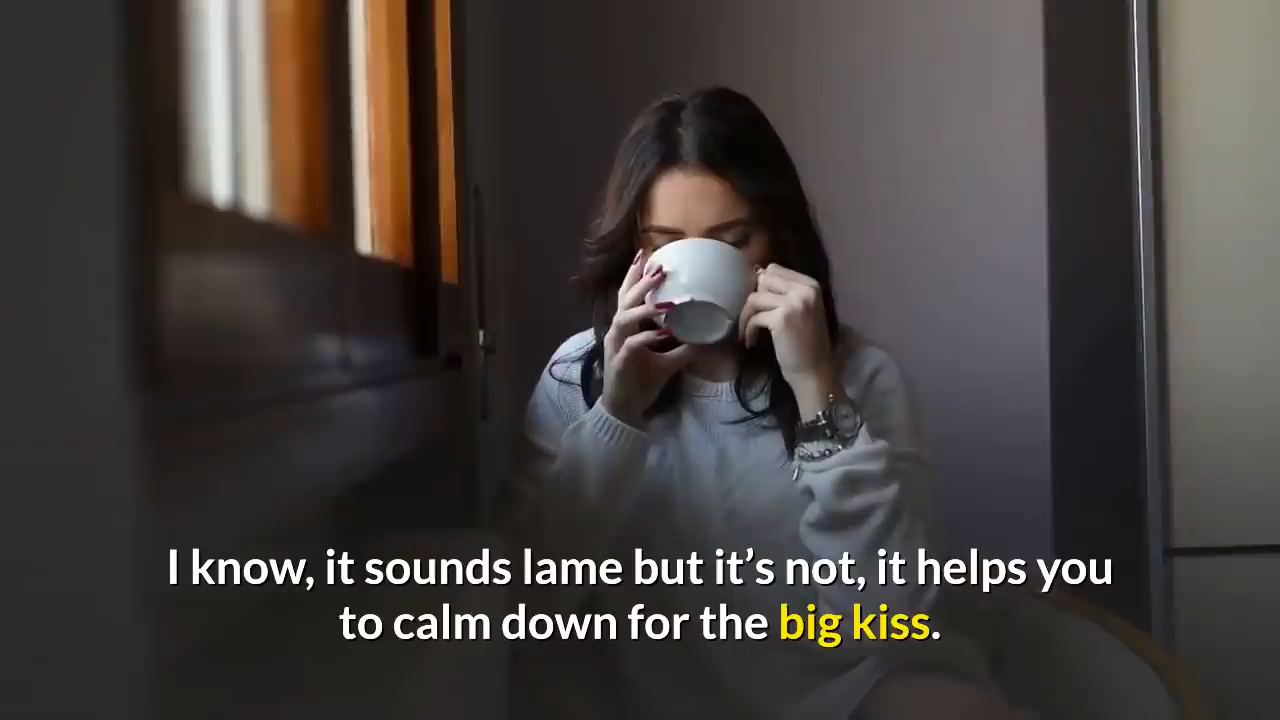 I know, it sounds lame but it’s not, it helps you
to calm down for the big kiss.